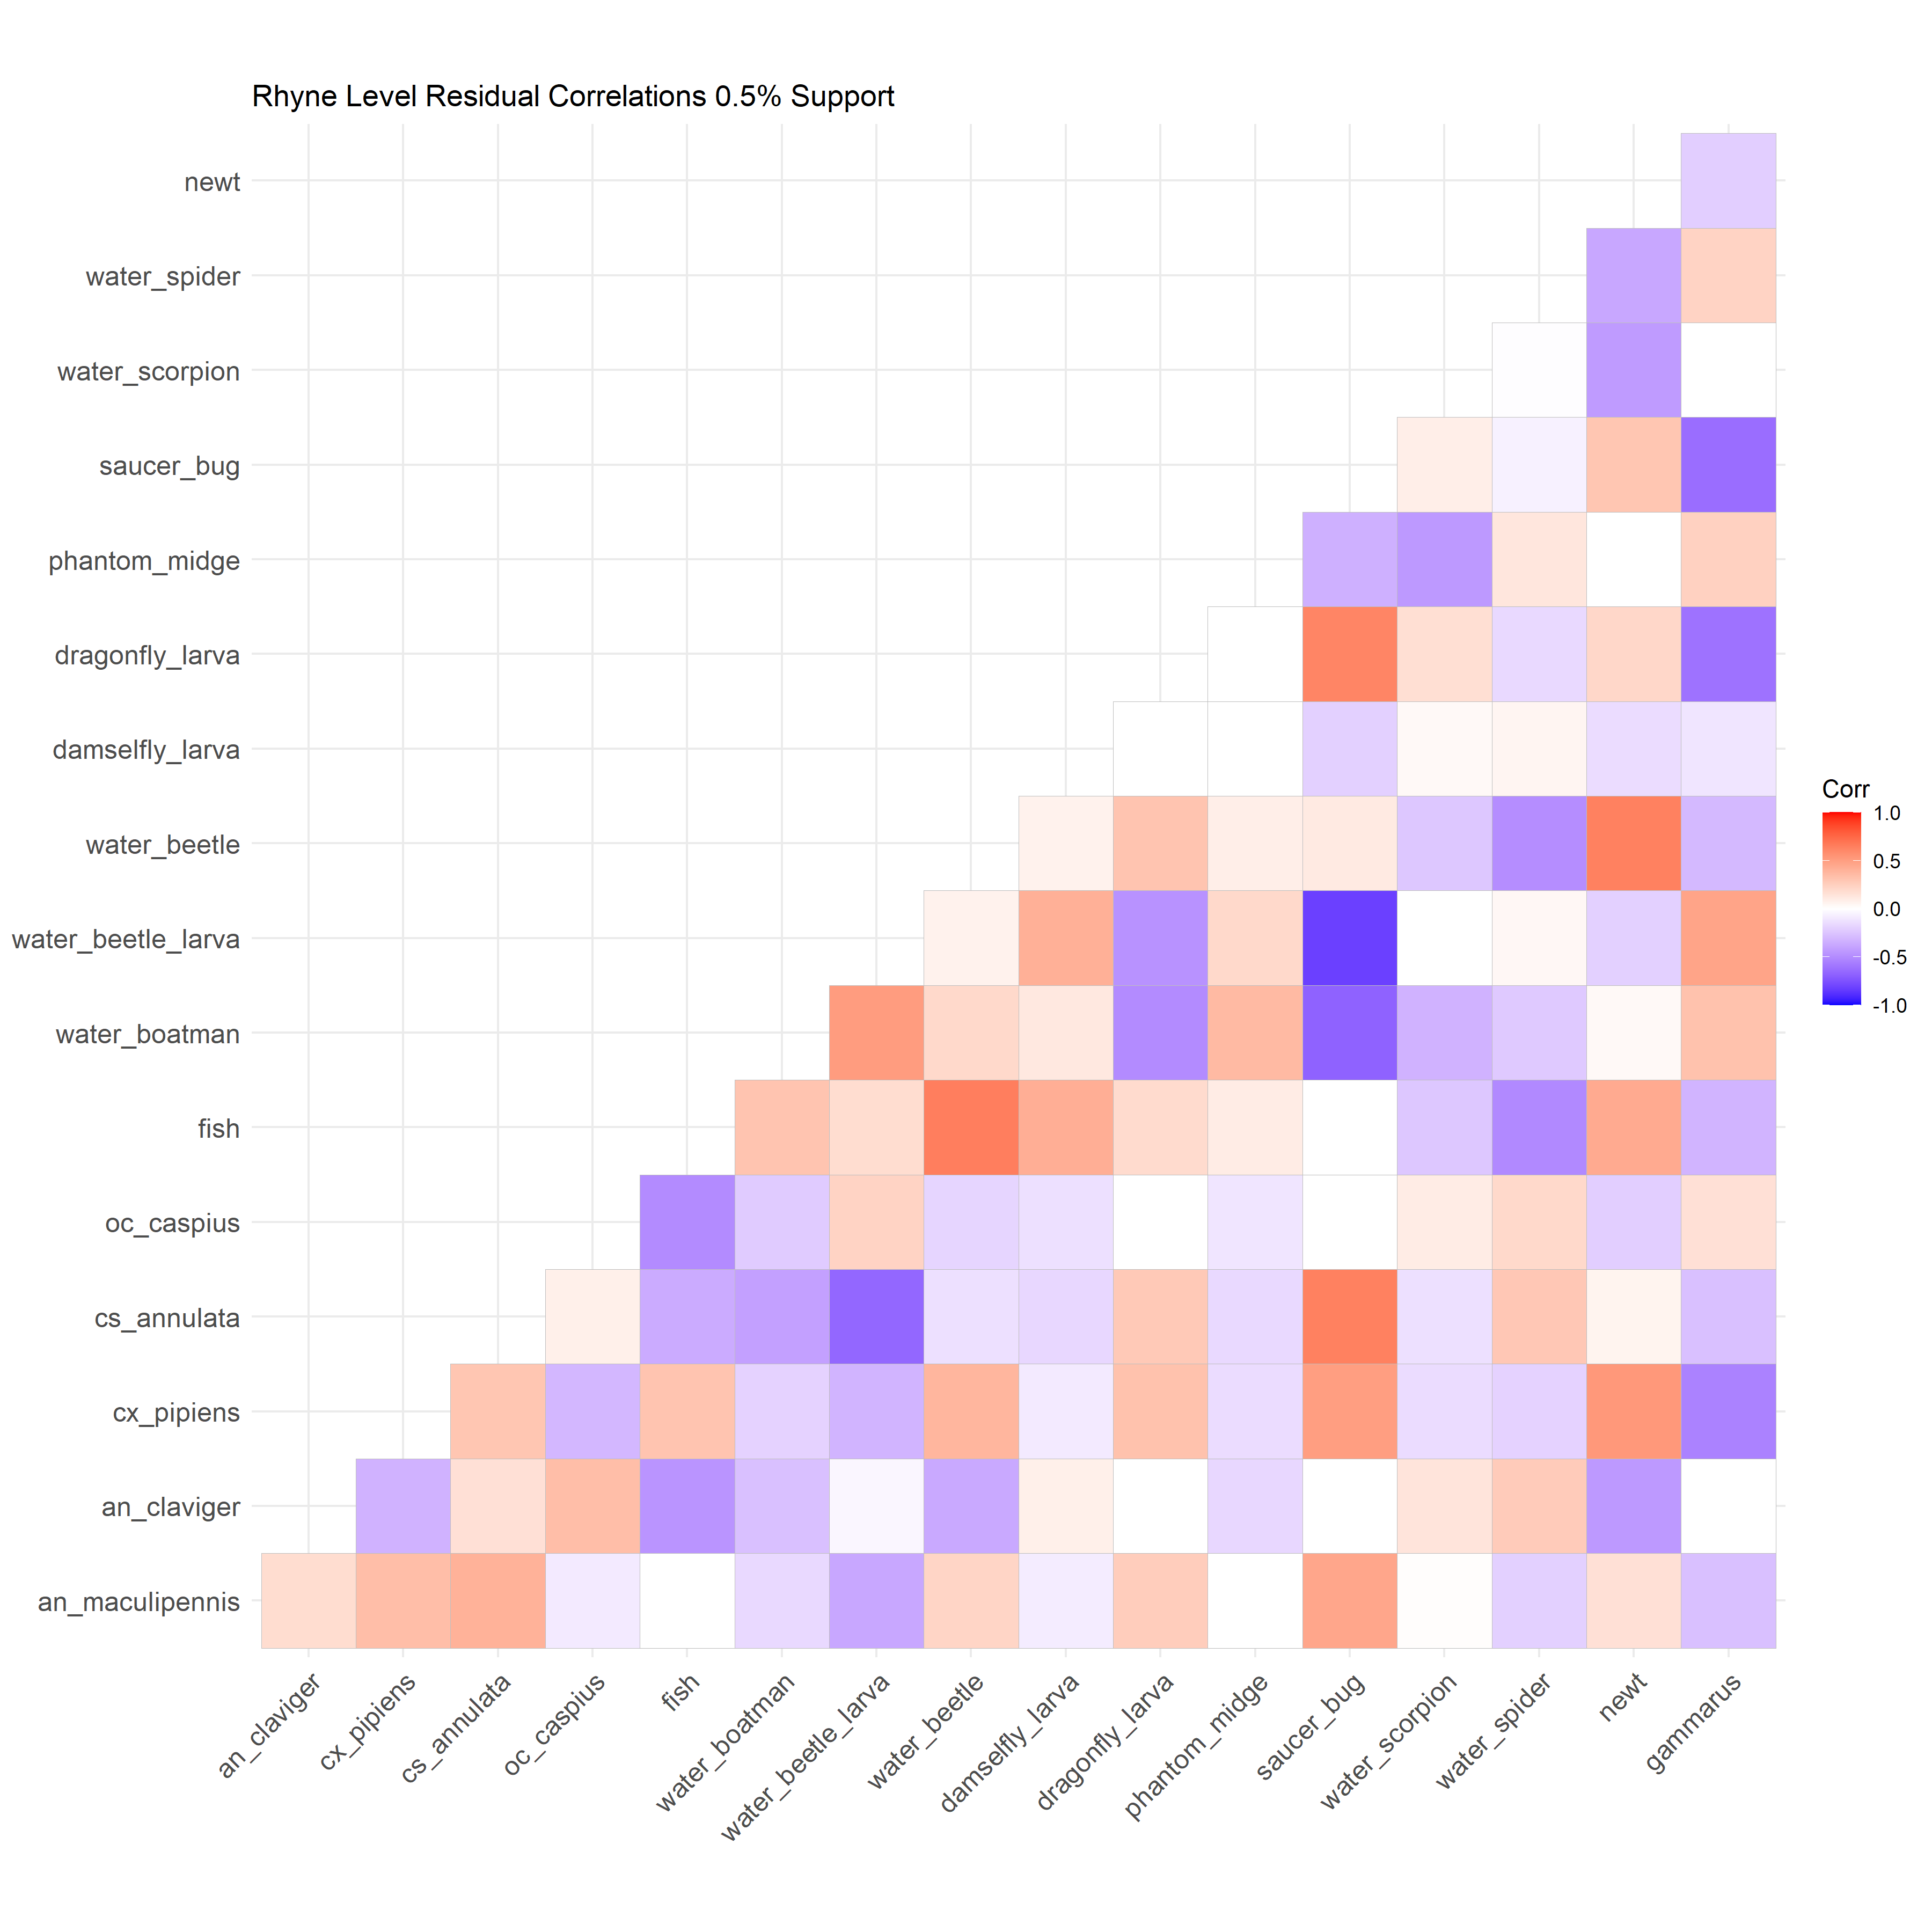 Rhyne Level Residual Correlations 0.5% Support
newt
water_spider
water_scorpion
saucer_bug
phantom_midge
dragonfly_larva
damselfly_larva
water_beetle
water_beetle_larva
water_boatman
fish
oc_caspius
cs_annulata
cx_pipiens
an_claviger
an_maculipennis
Corr
1.0
0.5
0.0
-0.5
-1.0
an_claviger
cx_pipiens
cs_annulata
oc_caspius
fish
water_boatman
water_beetle_larva
water_beetle
damselfly_larva
dragonfly_larva
phantom_midge
saucer_bug
water_scorpion
water_spider
newt
gammarus